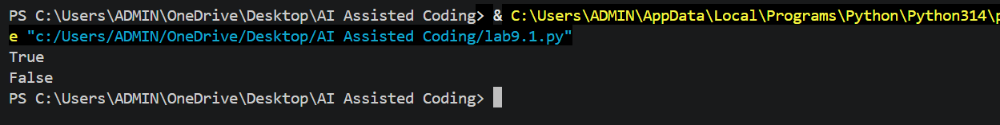 PS C:\Users\ADMIN\OneDrive\Desktop\AI Assisted Coding> & C:\Users\ADMIN\AppData\Local\Programs\Python\Python314\p
e "c:/Users/ADMIN/OneDrive/Desktop/AI Assisted Coding/lab9.1.py"
True
False
PS C:\Users\ADMIN\OneDrive\Desktop\AI Assisted Coding>